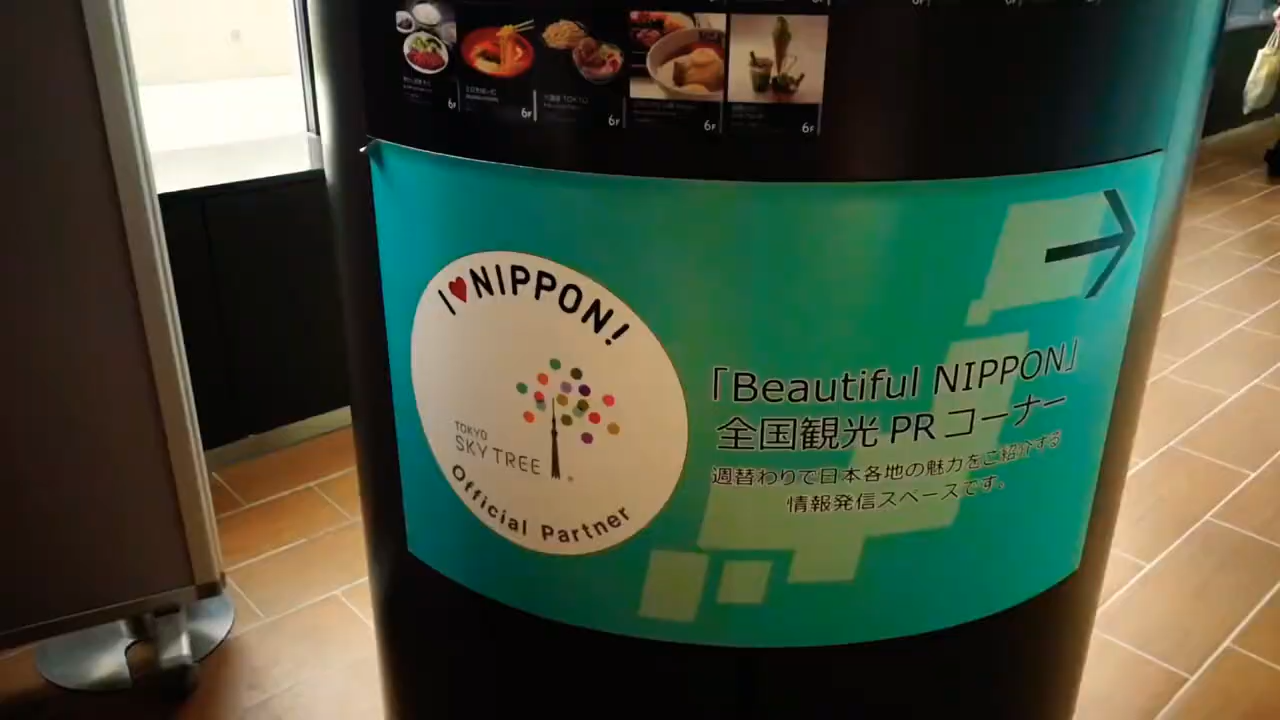 6F
6F
6F
6F
6F
I♥NIPPON!
TOKYO
SKY TREE
Official Partner
「Beautiful NIPPON」
全国観光 PR コーナー
週替わりで日本各地の魅力をご紹介する
情報発信スペースです。